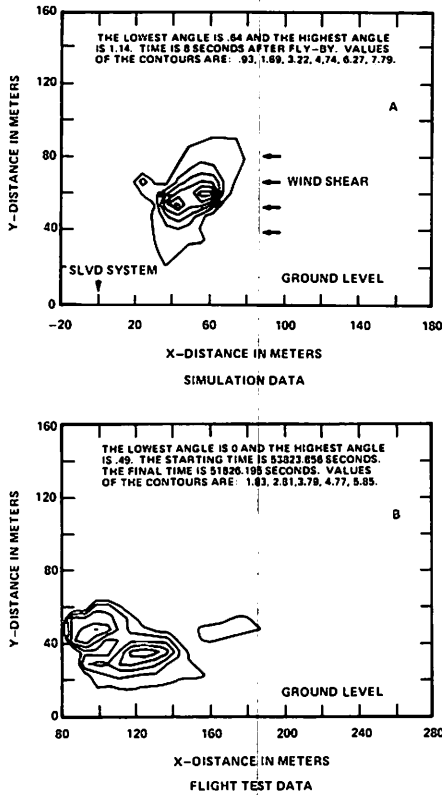 160
THE LOWEST ANGLE IS .64 AND THE HIGHEST ANGLE
IS 1.14. TIME IS 8 SECONDS AFTER FLY-BY. VALUES
OF THE CONTOURS ARE: .93, 1.69, 3.22, 4.74, 6.27, 7.79.
120
A
Y-DISTANCE IN METERS
80
WIND SHEAR
40
SLVD SYSTEM
GROUND LEVEL
0
-20 0 20 60 100 140 180
X-DISTANCE IN METERS
SIMULATION DATA
160
THE LOWEST ANGLE IS 0 AND THE HIGHEST ANGLE
IS .49. THE STARTING TIME IS 53823.656 SECONDS.
THE FINAL TIME IS 51826.195 SECONDS. VALUES
OF THE CONTOURS ARE: 1.83, 2.81, 3.79, 4.77, 5.85.
120
B
Y-DISTANCE IN METERS
80
40
GROUND LEVEL
0
80 120 160 200 240 280
X-DISTANCE IN METERS
FLIGHT TEST DATA